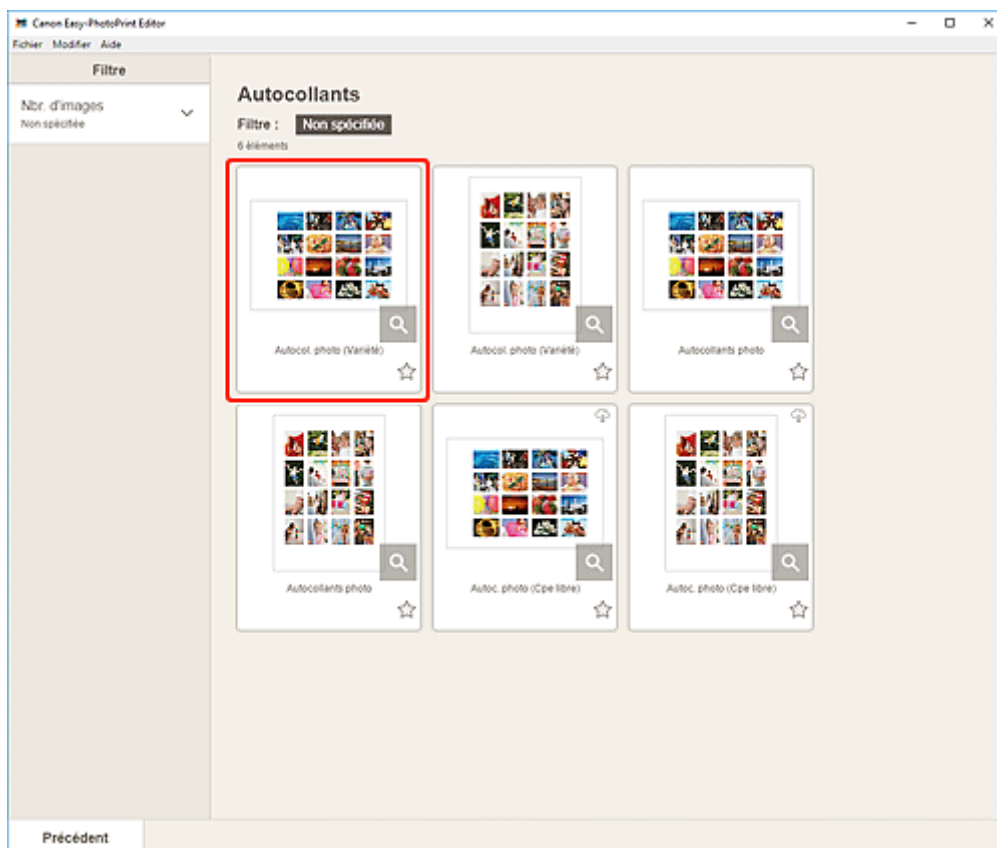 Canon Easy-PhotoPrint Editor
Fichier Modifier Aide
Filtre
Nbr. d'images
Non spécifiée
Autocollants
Filtre : Non spécifiée
6 éléments
Autocol. photo (Variété)
Autocol. photo (Variété)
Autocollants photo
Autocollants photo
Autoc. photo (Cpe libre)
Autoc. photo (Cpe libre)
Précédent